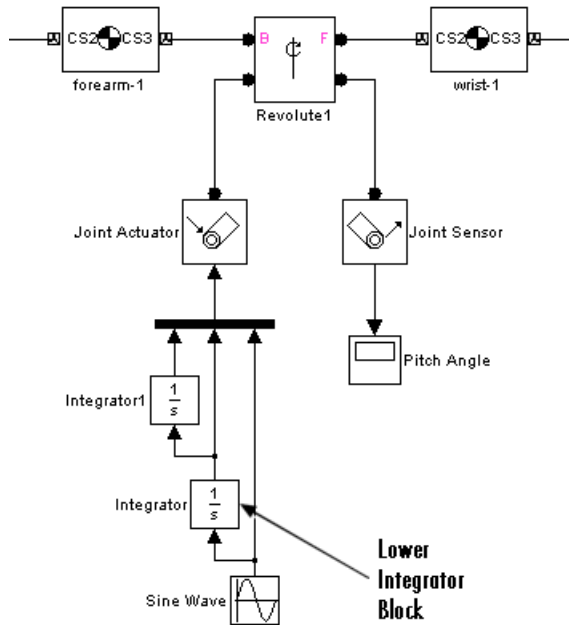 CS2 CS3
B F
CS2 CS3
forearm-1
Revolute1
wrist-1
Joint Actuator
Joint Sensor
Pitch Angle
Integrator1
1
s
Integrator
1
s
Lower
Integrator
Block
Sine Wave